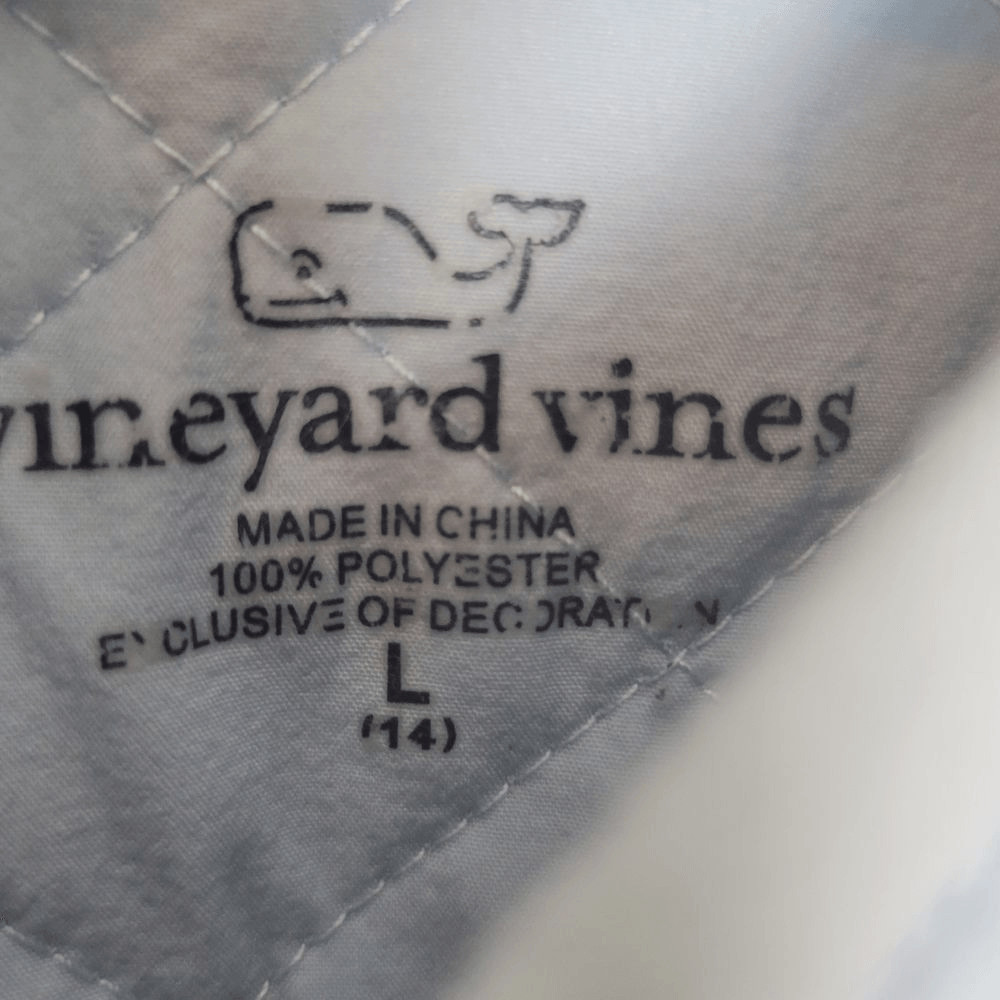 vineyard vines
MADE IN CHINA
100% POLYESTER
EXCLUSIVE OF DECORATION
L
(14)